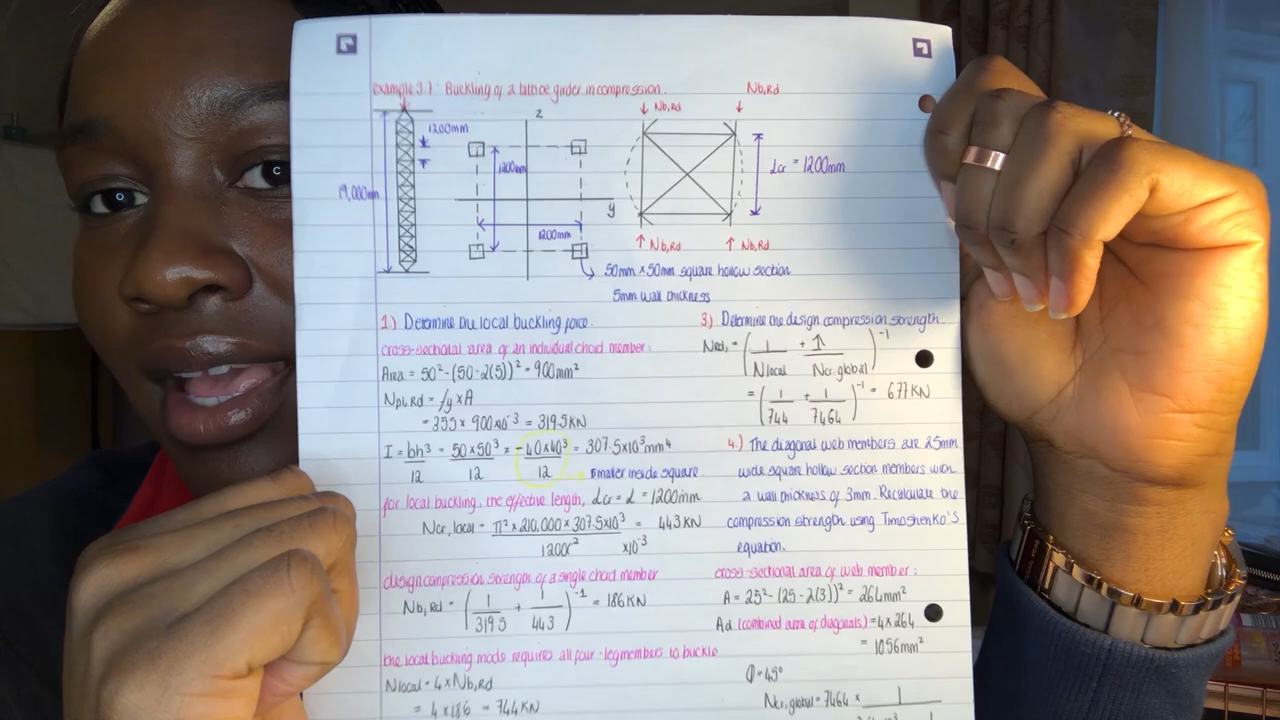 example 3.7: Buckling of a lattice girder in compression.
19,000mm
1200mm
z
1200mm
y
1200mm
50mm x 50mm square hollow section
5mm wall thickness
Nb,Rd
Nb,Rd
Lcr = 1200mm
Nb,Rd
Nb,Rd
1.) Determine the local buckling force.
cross-sectional area of an individual chord member:
Area = 50² - (50-2(5))² = 900mm²
Npl,Rd = fy x A
= 355 x 900x10⁻³ = 319.5KN
I = bh³/12 = 50x50³/12 - 40x40³/12 = 307.5x10³mm⁴
smaller inside square
for local buckling, the effective length, Lcr = L = 1200mm
Ncr,local = π² x 210,000 x 307.5x10³ / 1200² x10⁻³ = 443KN
design compression strength of a single chord member
Nb,Rd = (1/319.5 + 1/443)⁻¹ = 186KN
the local buckling mode requires all four-leg members to buckle
Nlocal = 4 x Nb,Rd
= 4 x 186 = 744KN
3.) Determine the design compression strength.
= (1/Nlocal + 1/Ncr.global)⁻¹
= (1/744 + 1/7464)⁻¹ = 677KN
4.) The diagonal web members are 25mm
wide square hollow section members with
a wall thickness of 3mm. Recalculate the
compression strength using Timoshenko's
equation.
cross-sectional area of web member:
A = 25² - (25-2(3))² = 264mm²
Ad (combined area of diagonals) = 4 x 264
= 1056mm²
Φ = 45°
Ncr,global = 7464 x 1